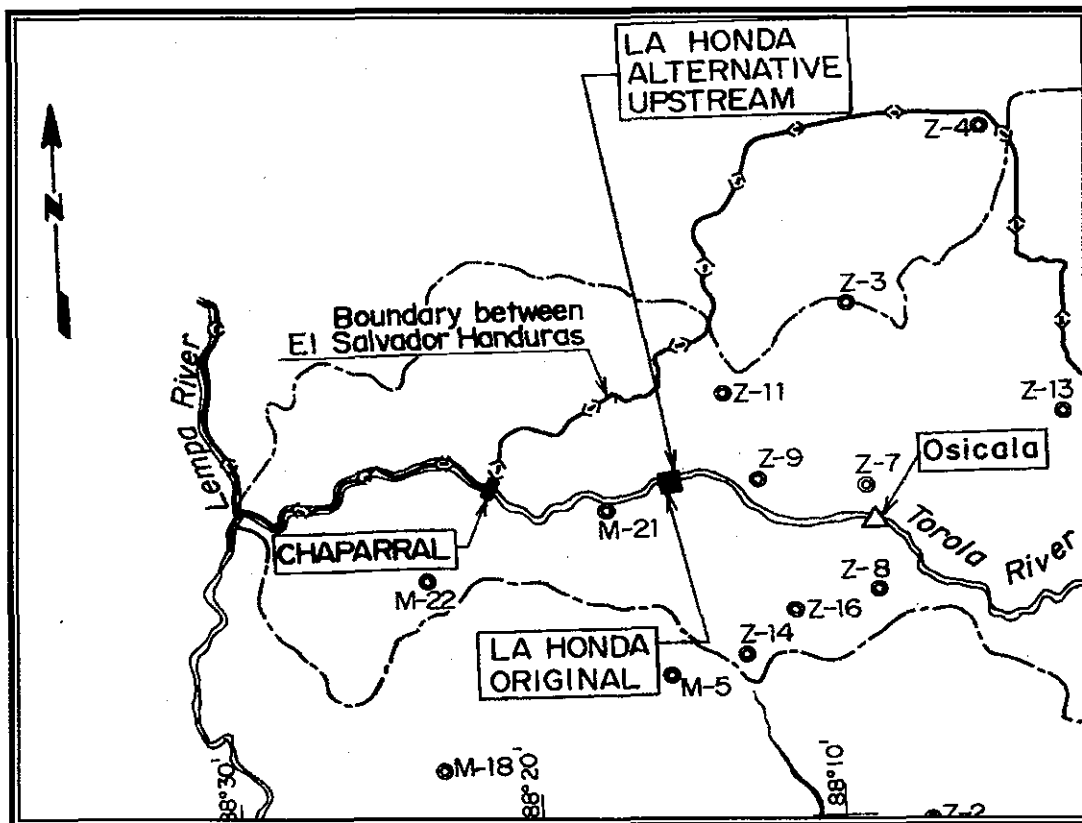 LA HONDA
ALTERNATIVE
UPSTREAM
Z-4
N
Z-3
Boundary between
El Salvador Handuras
Lempa River
Z-11
Z-13
Z-9
Z-7
Osicala
M-21
CHAPARRAL
Torola River
M-22
Z-8
Z-16
Z-14
LA HONDA
ORIGINAL
M-5
M-18
88°30'
88°20'
88°10'
Z-2